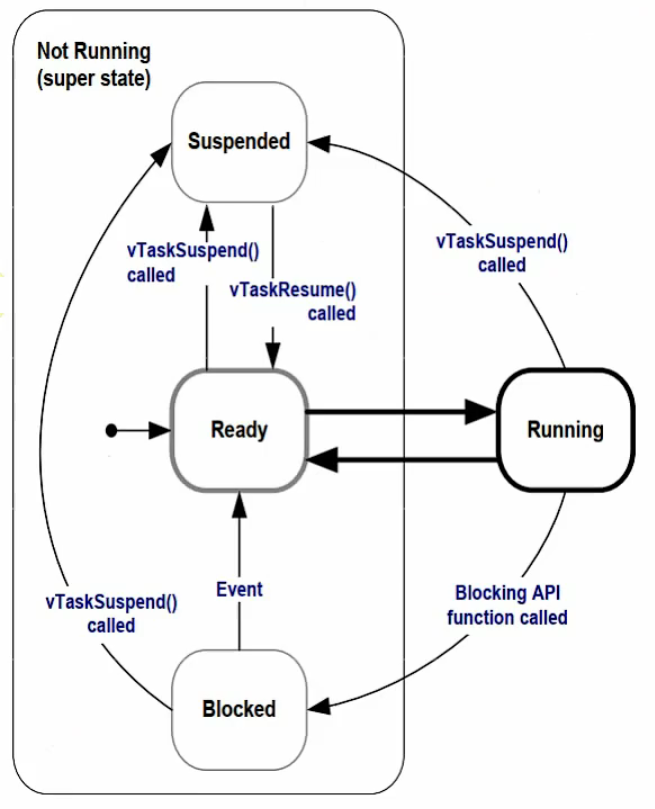 Not Running
(super state)
Suspended
vTaskSuspend()
called
vTaskResume()
called
vTaskSuspend()
called
Ready
Running
Event
vTaskSuspend()
called
Blocking API
function called
Blocked